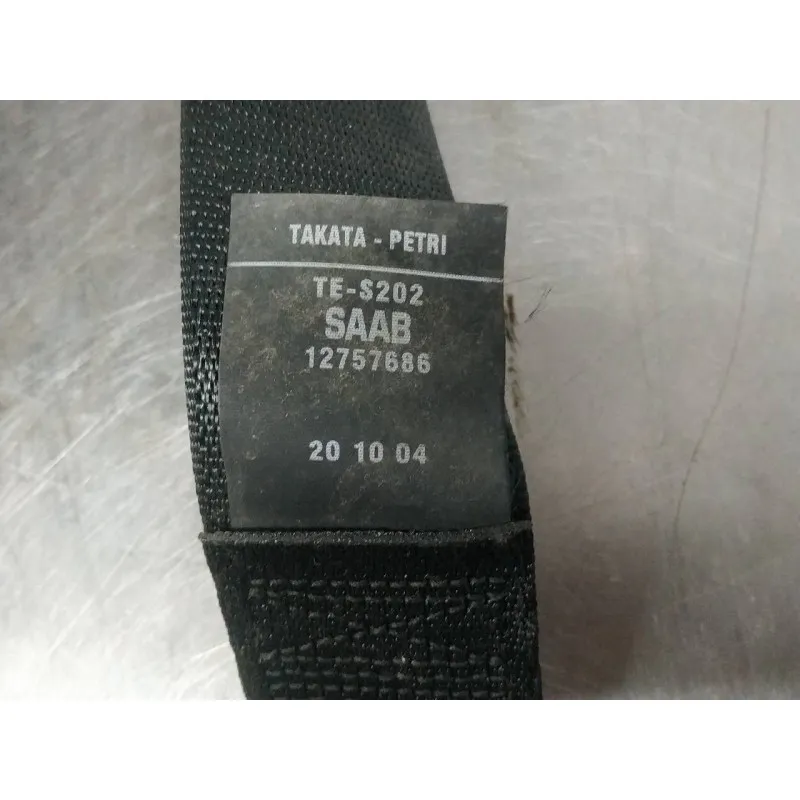 TAKATA - PETRI
TE-S202
SAAB
12757686
20 10 04